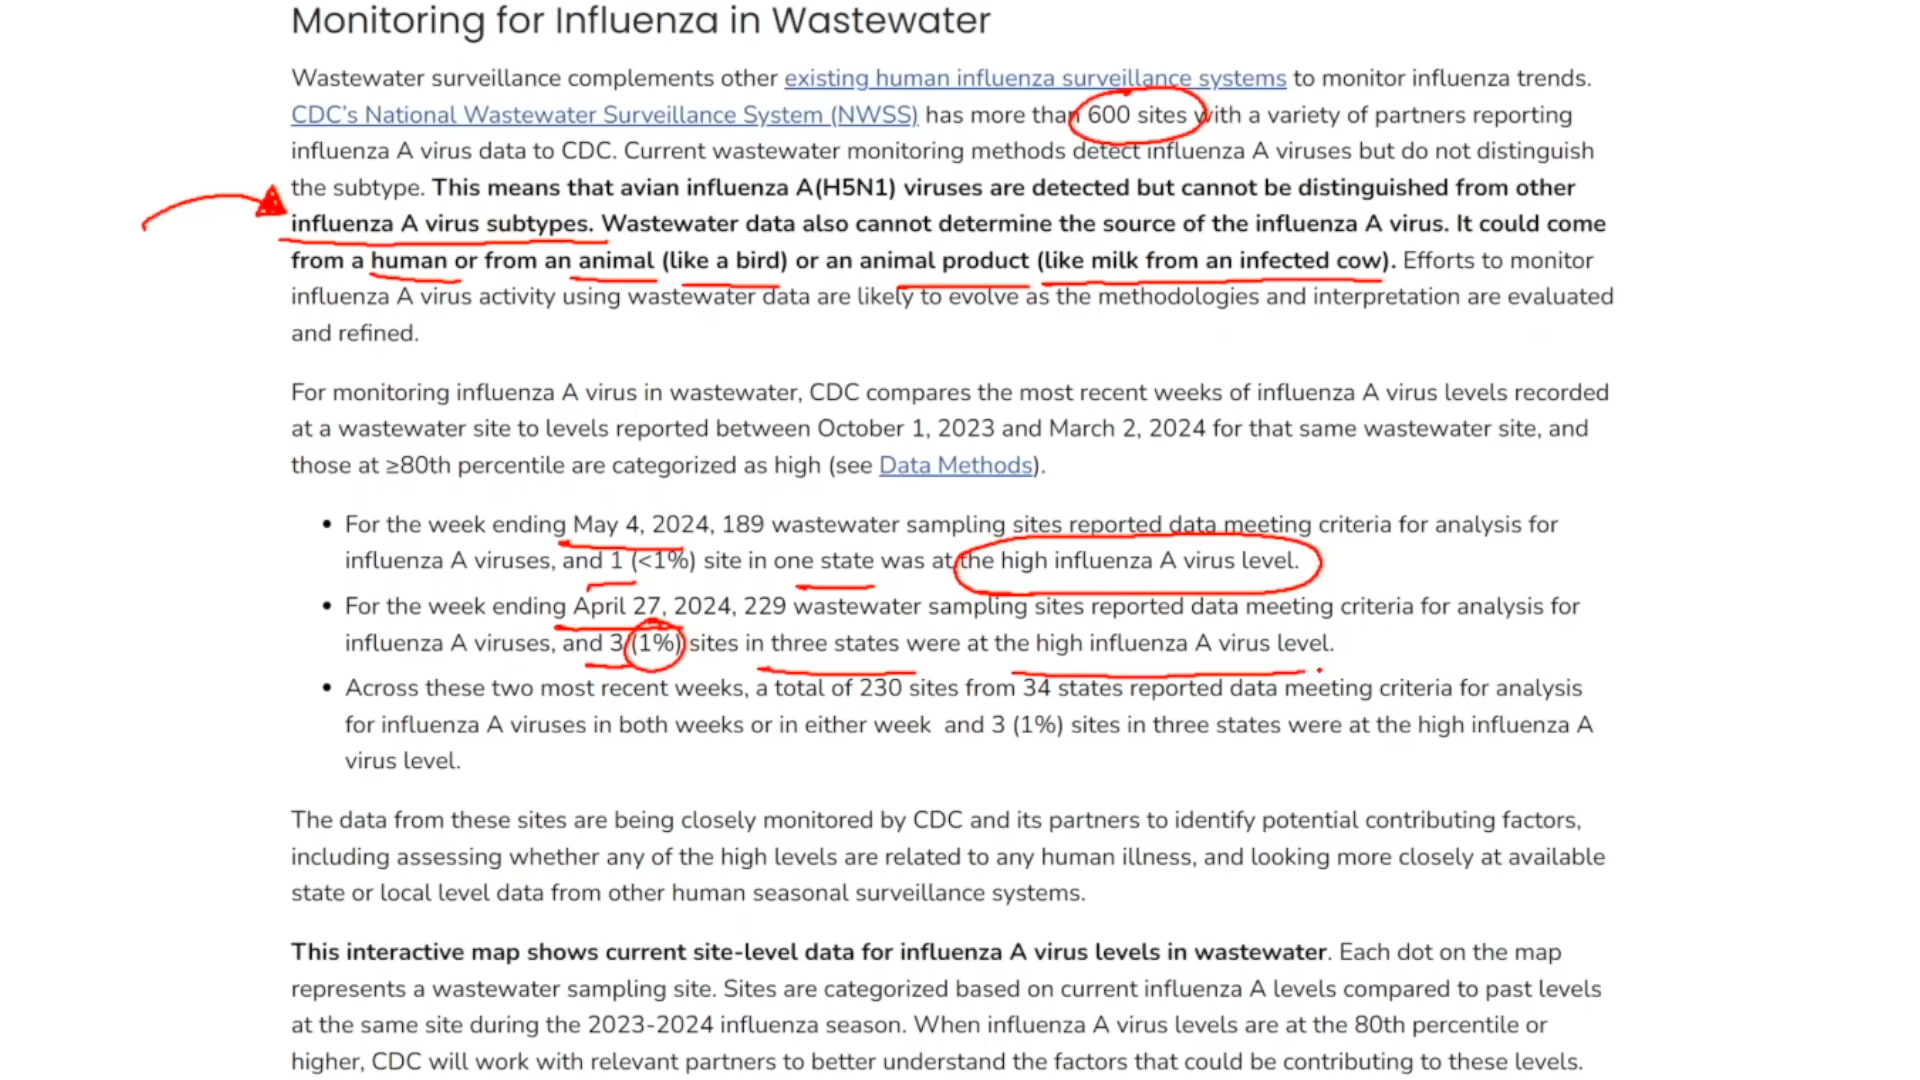 Monitoring for Influenza in Wastewater
Wastewater surveillance complements other existing human influenza surveillance systems to monitor influenza trends.
CDC's National Wastewater Surveillance System (NWSS) has more than 600 sites with a variety of partners reporting
influenza A virus data to CDC. Current wastewater monitoring methods detect influenza A viruses but do not distinguish
the subtype. This means that avian influenza A(H5N1) viruses are detected but cannot be distinguished from other
influenza A virus subtypes. Wastewater data also cannot determine the source of the influenza A virus. It could come
from a human or from an animal (like a bird) or an animal product (like milk from an infected cow). Efforts to monitor
influenza A virus activity using wastewater data are likely to evolve as the methodologies and interpretation are evaluated
and refined.
For monitoring influenza A virus in wastewater, CDC compares the most recent weeks of influenza A virus levels recorded
at a wastewater site to levels reported between October 1, 2023 and March 2, 2024 for that same wastewater site, and
those at ≥80th percentile are categorized as high (see Data Methods).
• For the week ending May 4, 2024, 189 wastewater sampling sites reported data meeting criteria for analysis for
influenza A viruses, and 1 (<1%) site in one state was at the high influenza A virus level.
• For the week ending April 27, 2024, 229 wastewater sampling sites reported data meeting criteria for analysis for
influenza A viruses, and 3 (1%) sites in three states were at the high influenza A virus level.
• Across these two most recent weeks, a total of 230 sites from 34 states reported data meeting criteria for analysis
for influenza A viruses in both weeks or in either week and 3 (1%) sites in three states were at the high influenza A
virus level.
The data from these sites are being closely monitored by CDC and its partners to identify potential contributing factors,
including assessing whether any of the high levels are related to any human illness, and looking more closely at available
state or local level data from other human seasonal surveillance systems.
This interactive map shows current site-level data for influenza A virus levels in wastewater. Each dot on the map
represents a wastewater sampling site. Sites are categorized based on current influenza A levels compared to past levels
at the same site during the 2023-2024 influenza season. When influenza A virus levels are at the 80th percentile or
higher, CDC will work with relevant partners to better understand the factors that could be contributing to these levels.